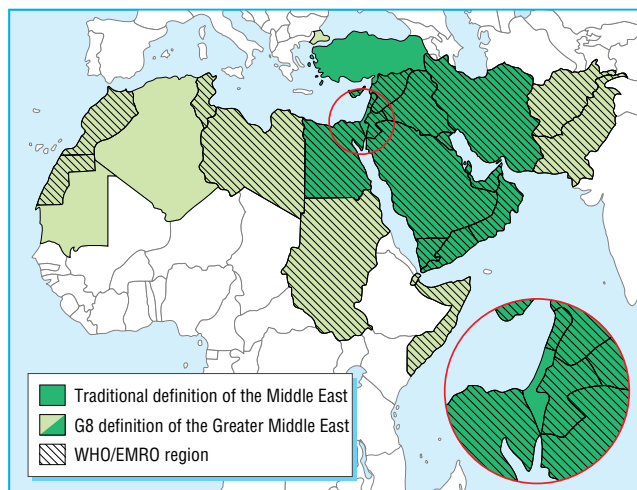 Traditional definition of the Middle East
G8 definition of the Greater Middle East
WHO/EMRO region